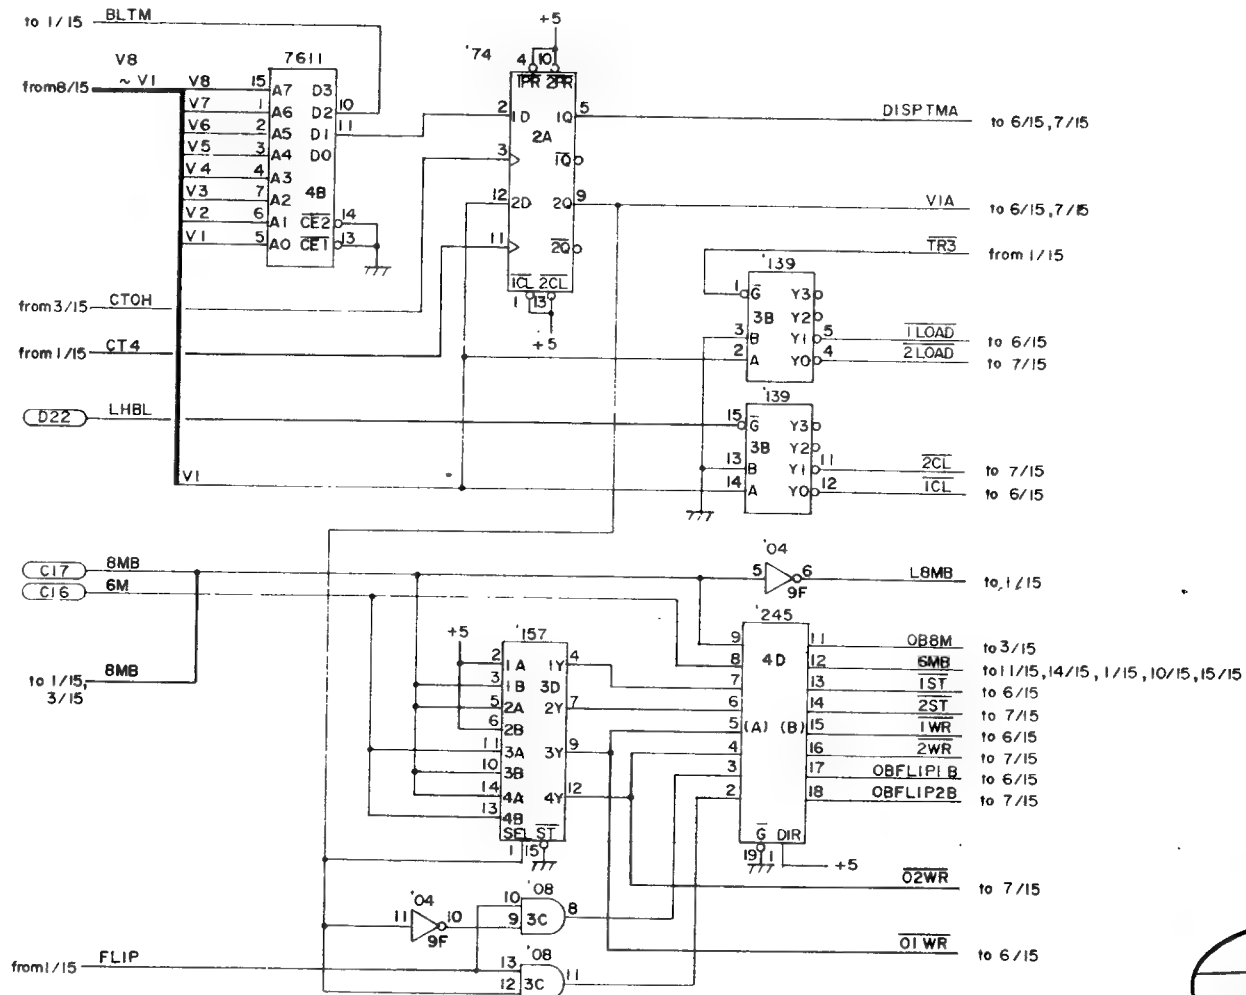 to 1/15 BLTM
V8
~ V1
from 8/15
7611
V8 15 A7 D3
V7 1 A6 D2 10
V6 2 A5 D1 11
V5 3 A4 D0
V4 4 A3
V3 7 A2 4B
V2 6 A1 CE2 14
V1 5 A0 CE1 13
+5
'74
4 10
1PR 2PR
2 1D 1Q 5
2A
3 1Q
12 2D 2Q 9
11 2Q
1CL 2CL
1 13
+5
DISPTMA to 6/15,7/15
V1A to 6/15,7/15
TR3 from 1/15
'139
1 G Y3
3B Y2
3 B Y1 5 1LOAD to 6/15
2 A Y0 4 2LOAD to 7/15
from 3/15 CT0H
from 1/15 CT4
D22 LHBL
'139
15 G Y3
3B Y2
13 B Y1 11 2CL to 7/15
14 A Y0 12 1CL to 6/15
V1
C17 8MB
C16 6M
to 1/15, 8MB
3/15
'04
5 6 L8MB to 1/15
9F
+5
'157
2 1A 1Y 4
3 1B 3D
5 2A 2Y 7
6 2B
11 3A 3Y 9
10 3B
14 4A 4Y 12
13 4B
SEL ST
1 15
'245
9 4D 11 OB8M to 3/15
8 12 6MB to 11/15,14/15,1/15,10/15,15/15
7 13 1ST to 6/15
6 14 2ST to 7/15
5 (A) (B) 15 1WR to 6/15
4 16 2WR to 7/15
3 17 OBFLIP1B to 6/15
2 18 OBFLIP2B to 7/15
G DIR
19 1 +5
O2WR to 7/15
'04
11 10
9F
'08
10
9 3C 8
O1WR to 6/15
from 1/15 FLIP
'08
13
12 3C 11